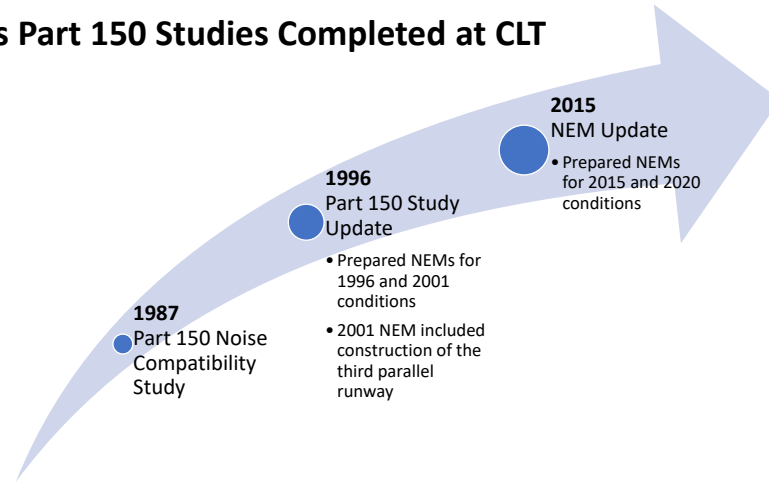 s Part 150 Studies Completed at CLT
2015
NEM Update
• Prepared NEMs
for 2015 and 2020
conditions
1996
Part 150 Study
Update
• Prepared NEMs for
1996 and 2001
conditions
• 2001 NEM included
construction of the
third parallel
runway
1987
Part 150 Noise
Compatibility
Study